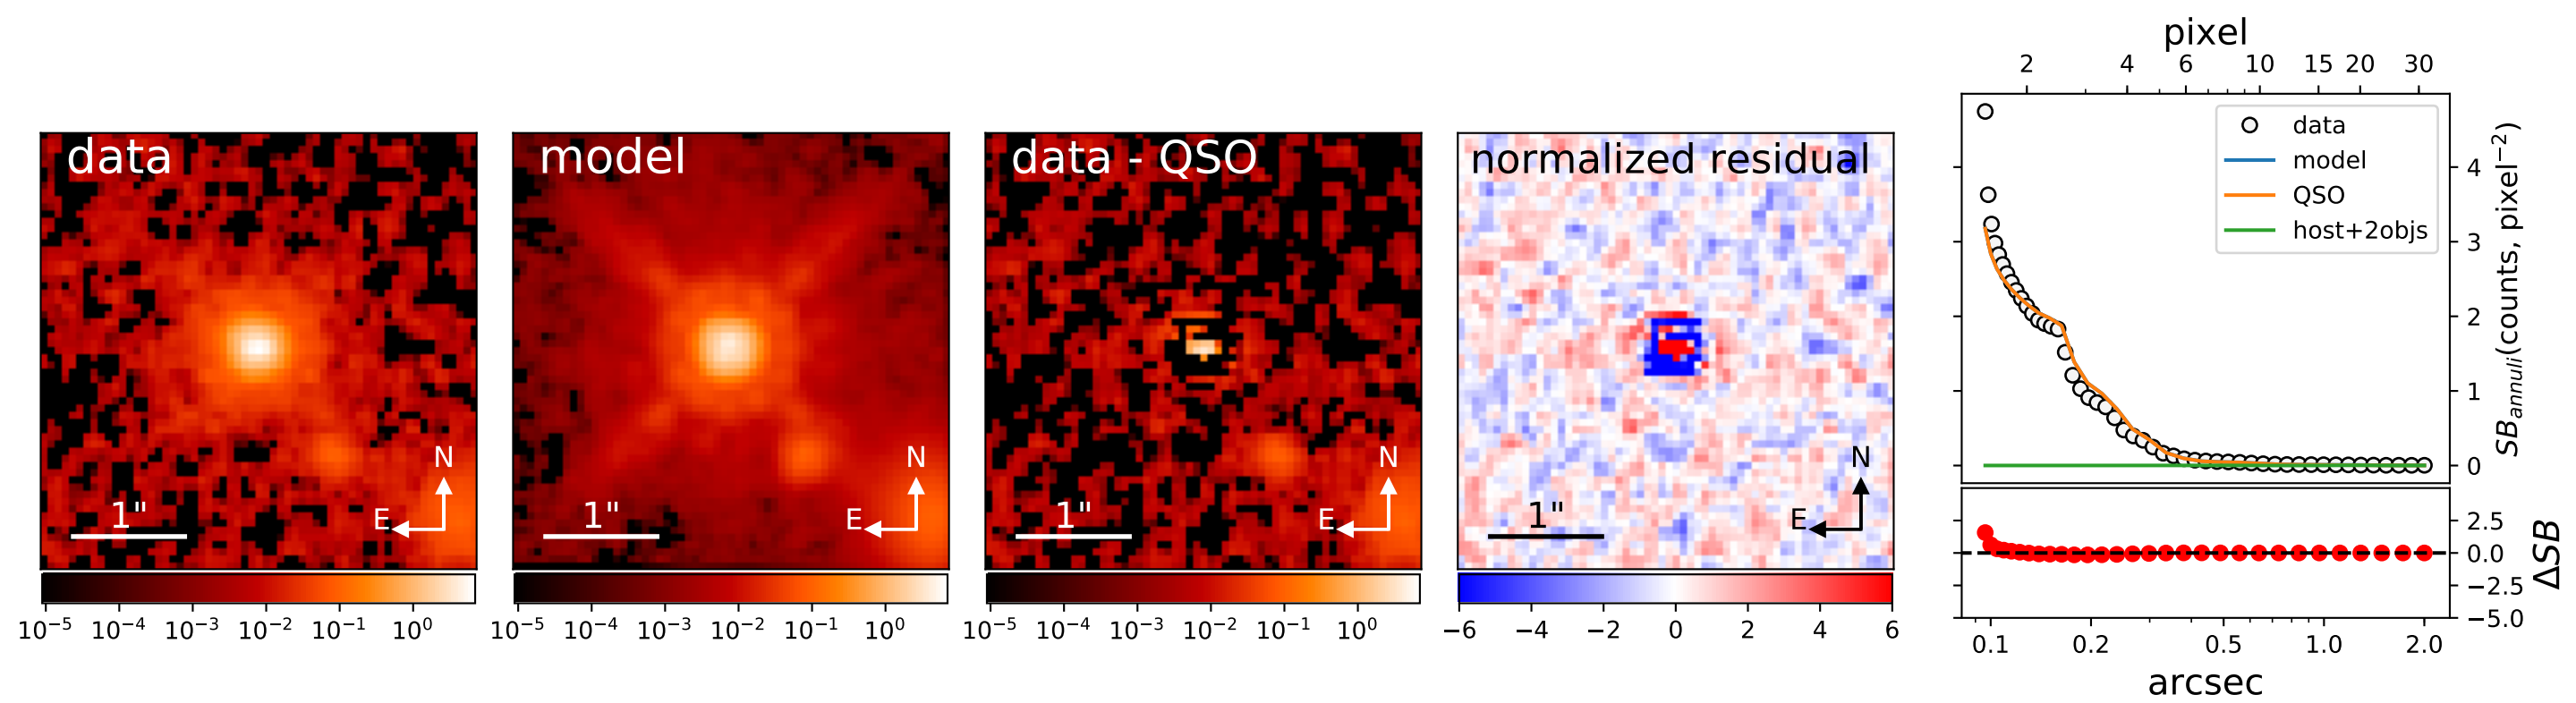 data
1"
N
E
10⁻⁵ 10⁻⁴ 10⁻³ 10⁻² 10⁻¹ 10⁰
model
1"
N
E
10⁻⁵ 10⁻⁴ 10⁻³ 10⁻² 10⁻¹ 10⁰
data - QSO
1"
N
E
10⁻⁵ 10⁻⁴ 10⁻³ 10⁻² 10⁻¹ 10⁰
normalized residual
1"
N
E
−6 −4 −2 0 2 4 6
pixel
2 4 6 10 15 20 30
data
model
QSO
host+2objs
4
3
2
1
0
SB_annuli(counts, pixel⁻²)
2.5
0.0
−2.5
−5.0
ΔSB
0.1 0.2 0.5 1.0 2.0
arcsec